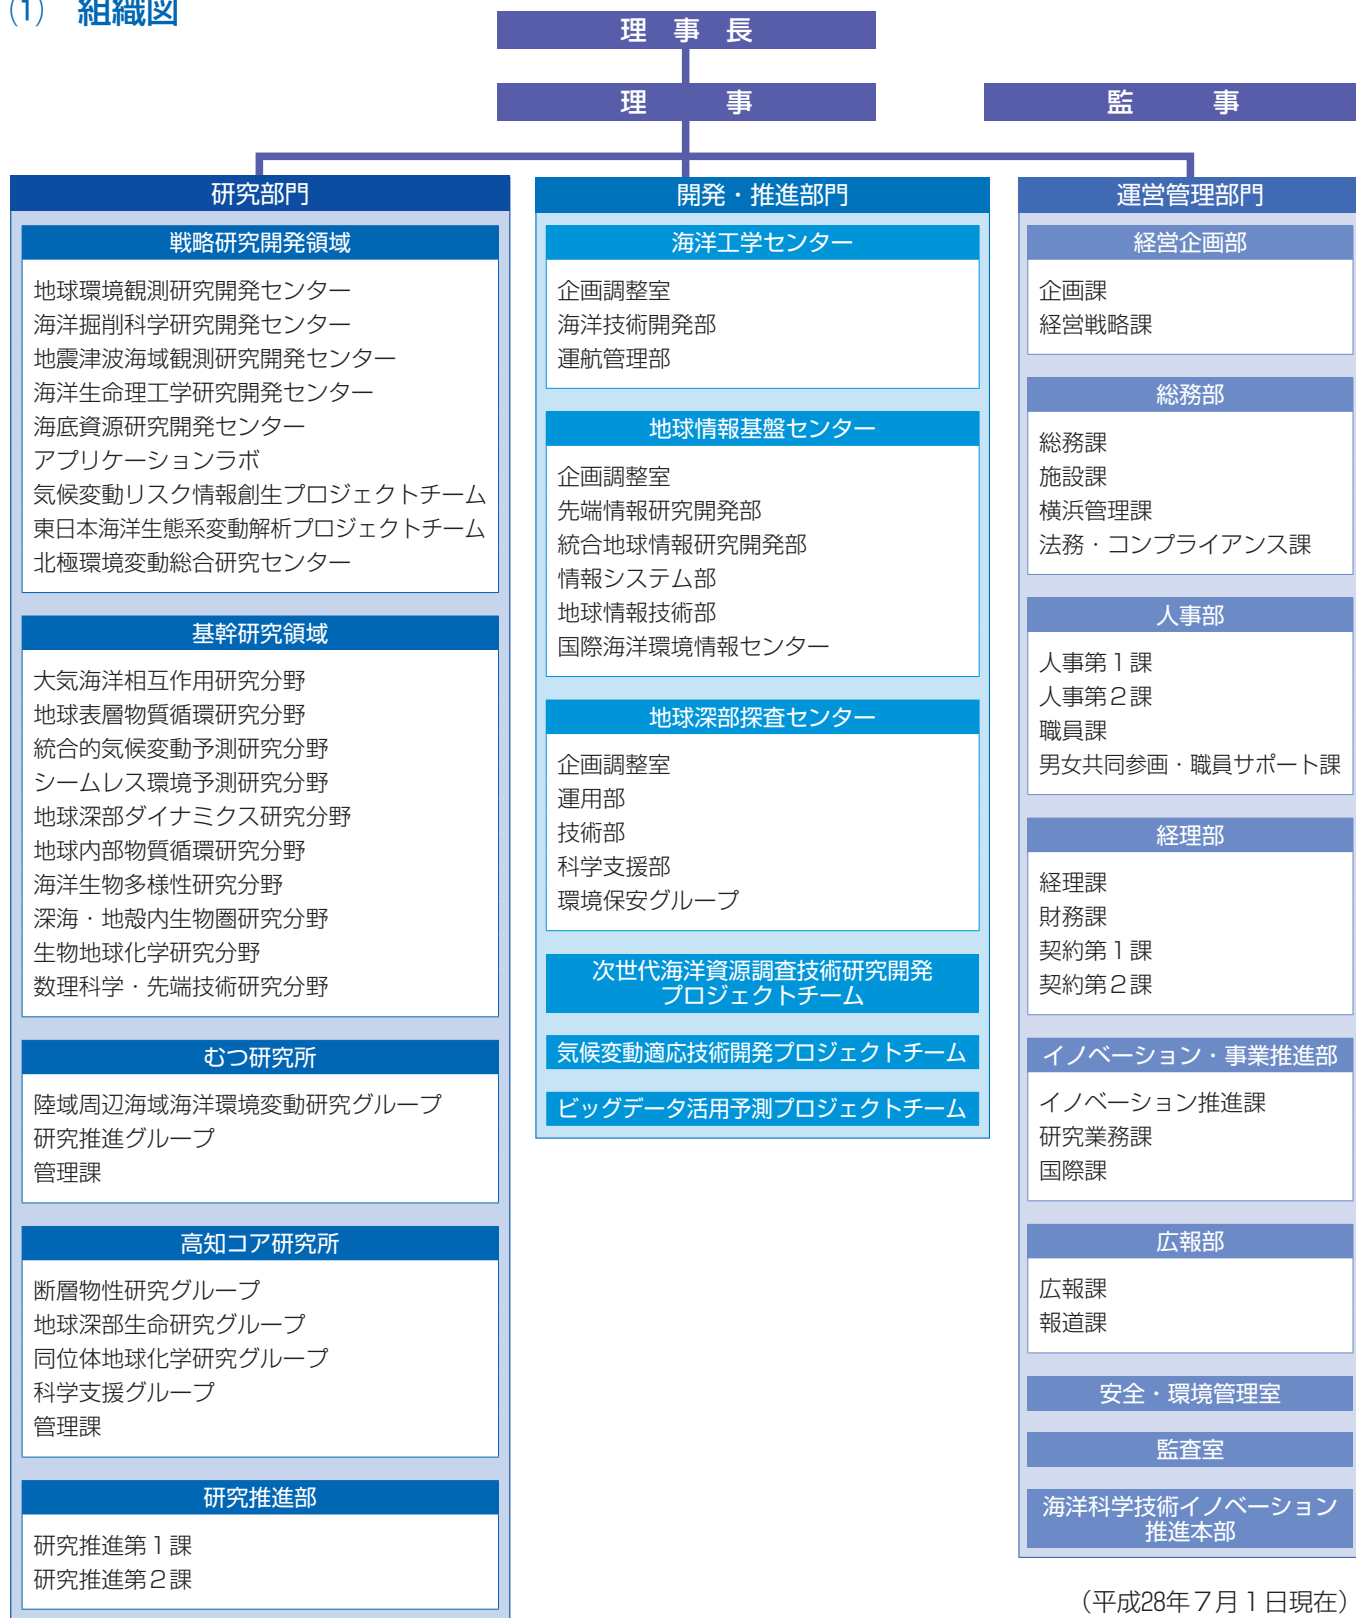 (1) 組織図
理事長
理事
監事
研究部門
戦略研究開発領域
地球環境観測研究開発センター
海洋掘削科学研究開発センター
地震津波海域観測研究開発センター
海洋生命理工学研究開発センター
海底資源研究開発センター
アプリケーションラボ
気候変動リスク情報創生プロジェクトチーム
東日本海洋生態系変動解析プロジェクトチーム
北極環境変動総合研究センター
基幹研究領域
大気海洋相互作用研究分野
地球表層物質循環研究分野
統合的気候変動予測研究分野
シームレス環境予測研究分野
地球深部ダイナミクス研究分野
地球内部物質循環研究分野
海洋生物多様性研究分野
深海・地殻内生物圏研究分野
生物地球化学研究分野
数理科学・先端技術研究分野
むつ研究所
陸域周辺海域海洋環境変動研究グループ
研究推進グループ
管理課
高知コア研究所
断層物性研究グループ
地球深部生命研究グループ
同位体地球化学研究グループ
科学支援グループ
管理課
研究推進部
研究推進第1課
研究推進第2課
開発・推進部門
海洋工学センター
企画調整室
海洋技術開発部
運航管理部
地球情報基盤センター
企画調整室
先端情報研究開発部
統合地球情報研究開発部
情報システム部
地球情報技術部
国際海洋環境情報センター
地球深部探査センター
企画調整室
運用部
技術部
科学支援部
環境保安グループ
次世代海洋資源調査技術研究開発
プロジェクトチーム
気候変動適応技術開発プロジェクトチーム
ビッグデータ活用予測プロジェクトチーム
運営管理部門
経営企画部
企画課
経営戦略課
総務部
総務課
施設課
横浜管理課
法務・コンプライアンス課
人事部
人事第1課
人事第2課
職員課
男女共同参画・職員サポート課
経理部
経理課
財務課
契約第1課
契約第2課
イノベーション・事業推進部
イノベーション推進課
研究業務課
国際課
広報部
広報課
報道課
安全・環境管理室
監査室
海洋科学技術イノベーション
推進本部
（平成28年7月1日現在）